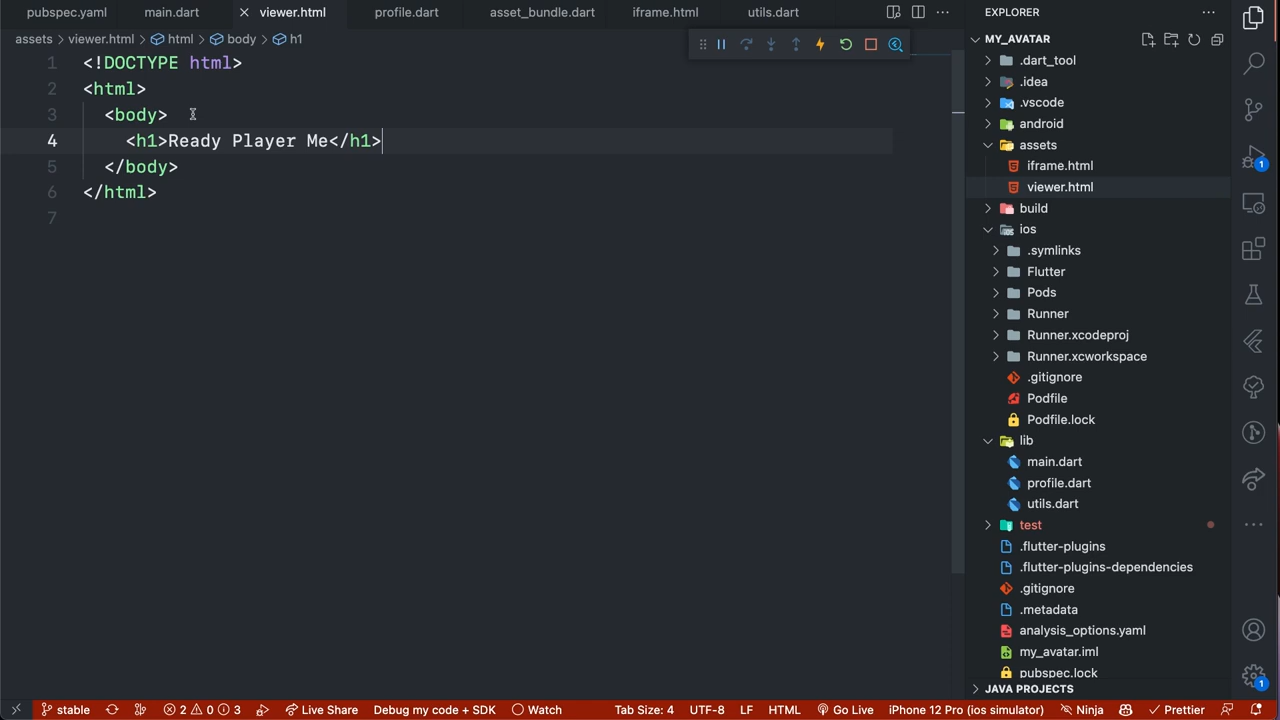 pubspec.yaml main.dart viewer.html profile.dart asset_bundle.dart iframe.html utils.dart
assets > viewer.html > html > body > h1
1 <!DOCTYPE html>
2 <html>
3 <body>
4 <h1>Ready Player Me</h1>
5 </body>
6 </html>
7
EXPLORER
MY_AVATAR
.dart_tool
.idea
.vscode
android
assets
iframe.html
viewer.html
build
ios
.symlinks
Flutter
Pods
Runner
Runner.xcodeproj
Runner.xcworkspace
.gitignore
Podfile
Podfile.lock
lib
main.dart
profile.dart
utils.dart
test
.flutter-plugins
.flutter-plugins-dependencies
.gitignore
.metadata
analysis_options.yaml
my_avatar.iml
pubspec.lock
JAVA PROJECTS
1
1
stable 2 0 3 Live Share Debug my code + SDK Watch Tab Size: 4 UTF-8 LF HTML Go Live iPhone 12 Pro (ios simulator) Ninja Prettier